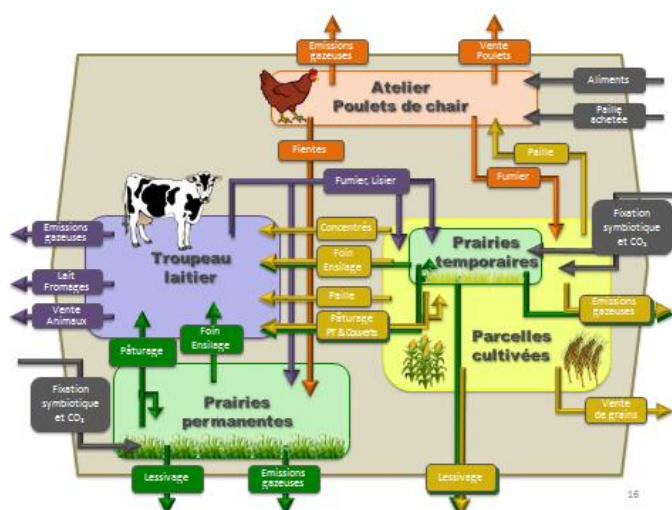 Emissions
gazeuses
Vente
Poulets
Atelier
Poulets de chair
Aliments
Paille
achetée
Fientes
Paille
Fumier, Lisier
Fumier
Emissions
gazeuses
Troupeau
laitier
Concentrés
Foin
Ensilage
Prairies
temporaires
Fixation
symbiotique
et CO₂
Lait
Fromages
Vente
Animaux
Paille
Pâturage
PT & Couverts
Emissions
gazeuses
Parcelles
cultivées
Foin
Ensilage
Pâturage
Fixation
symbiotique
et CO₂
Prairies
permanentes
Vente
de grains
Lessivage
Emissions
gazeuses
Lessivage
16